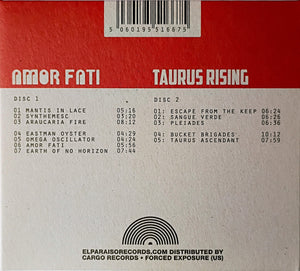 5 060195 516675
AMOR FATI
TAURUS RISING
DISC 1
01 MANTIS IN LACE 05:16
02 SYNTHEMESC 03:20
03 ARAUCARIA FIRE 08:12
04 EASTMAN OYSTER 04:29
05 OMEGA OSCILLATOR 04:24
06 AMOR FATI 05:56
07 EARTH OF NO HORIZON 07:44
DISC 2
01: ESCAPE FROM THE KEEP 06:24
02: SANGUE VERDE 06:26
03: PLEIADES 06:36
04: BUCKET BRIGADES 10:12
05: TAURUS ASCENDANT 07:59
ELPARAISORECORDS.COM DISTRIBUTED BY
CARGO RECORDS • FORCED EXPOSURE (US)